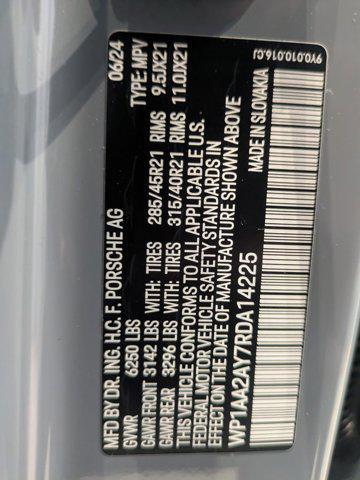 MFD BY DR. ING. H.C. F. PORSCHE AG 06/24
GVWR 6250 LBS TYPE: MPV
GAWR FRONT 3142 LBS WITH: TIRES 285/45R21 RIMS 9.5JX21
GAWR REAR 3296 LBS WITH: TIRES 315/40R21 RIMS 11.0JX21
THIS VEHICLE CONFORMS TO ALL APPLICABLE U.S.
FEDERAL MOTOR VEHICLE SAFETY STANDARDS IN
EFFECT ON THE DATE OF MANUFACTURE SHOWN ABOVE
WP1AA2AY7RDA14225
MADE IN SLOVAKIA
9Y0.010.016.CJ